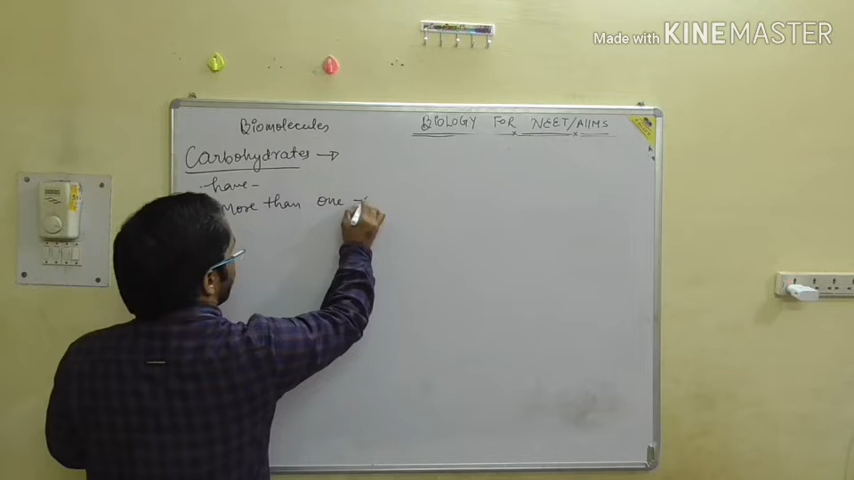 Made with KINEMASTER
Biomolecules
BIOLOGY FOR NEET/AIIMS
Carbohydrates →
have -
more than one